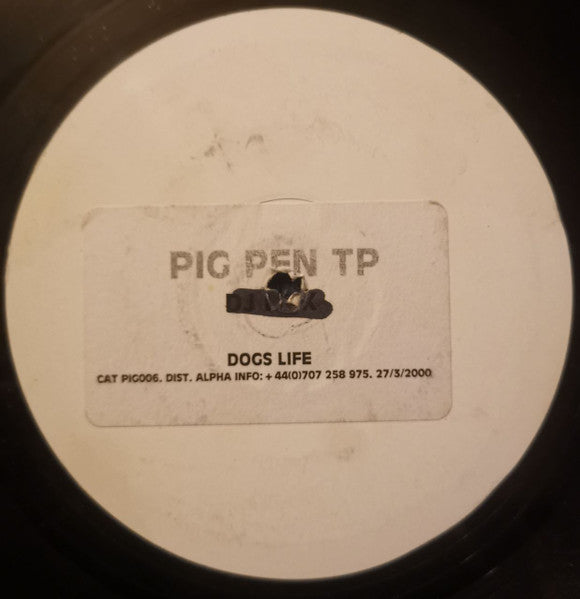 PIG PEN TP
DOGS LIFE
CAT PIG006. DIST. ALPHA INFO: + 44(0)707 258 975. 27/3/2000